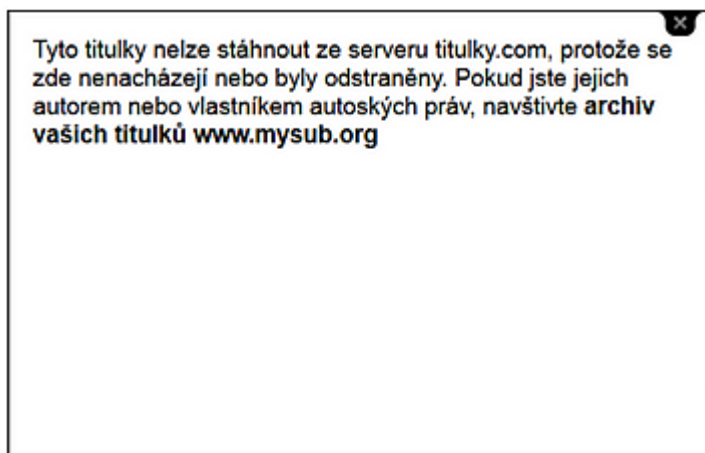 Tyto titulky nelze stáhnout ze serveru titulky.com, protože se
zde nenacházejí nebo byly odstraněny. Pokud jste jejich
autorem nebo vlastníkem autoských práv, navštivte archiv
vašich titulků www.mysub.org